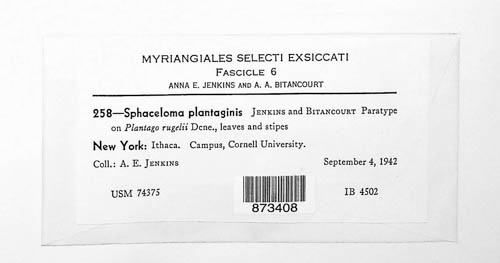 MYRIANGIALES SELECTI EXSICCATI
FASCICLE 6
ANNA E. JENKINS AND A. A. BITANCOURT
258—Sphaceloma plantaginis JENKINS and BITANCOURT Paratype
on Plantago rugelii Dcne., leaves and stipes
New York: Ithaca. Campus, Cornell University.
Coll.: A. E. JENKINS September 4, 1942
USM 74375 IB 4502
873408